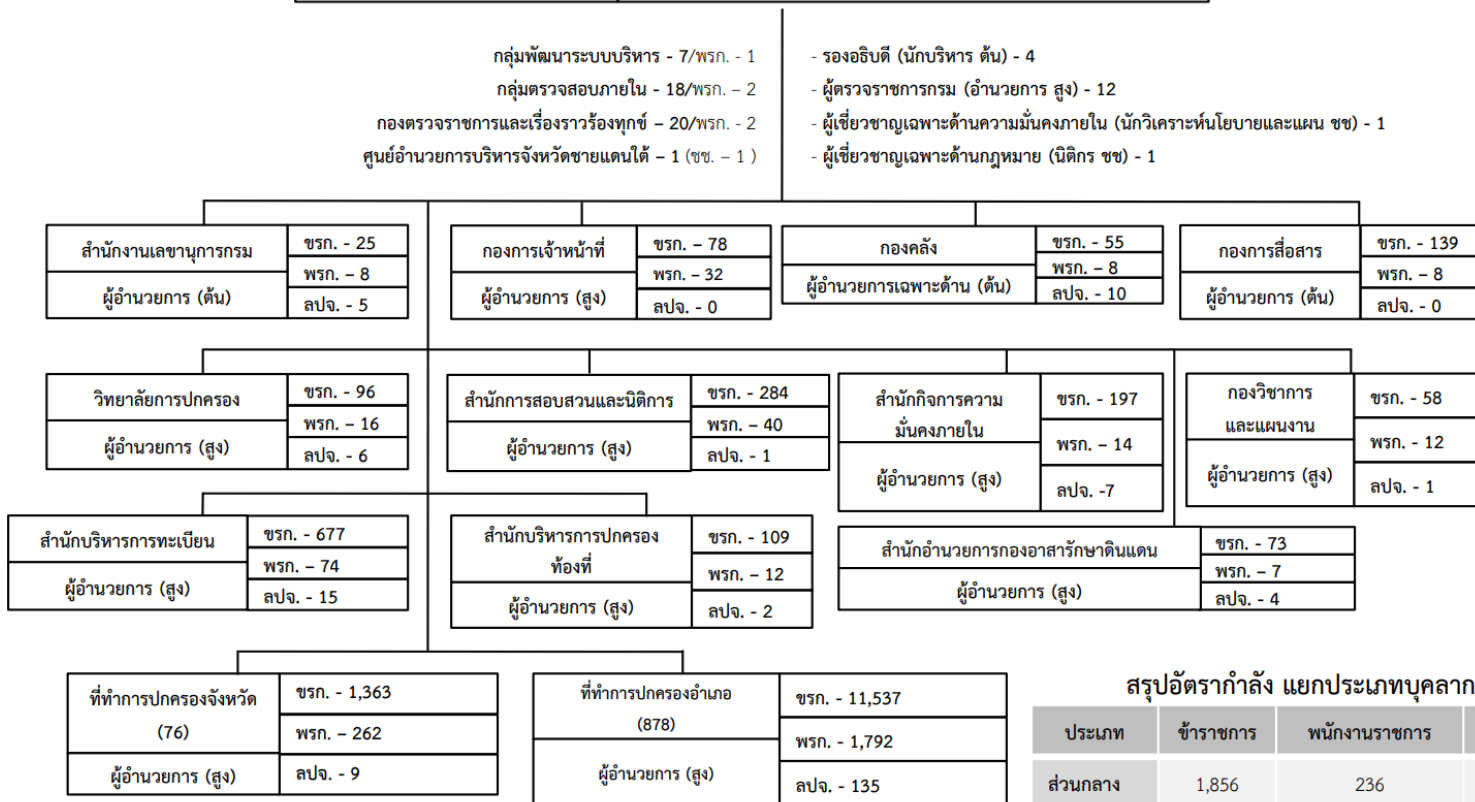 กลุ่มพัฒนาระบบบริหาร - 7/พรก. - 1
กลุ่มตรวจสอบภายใน - 18/พรก. – 2
กองตรวจราชการและเรื่องราวร้องทุกข์ – 20/พรก. - 2
ศูนย์อำนวยการบริหารจังหวัดชายแดนใต้ – 1 (ชช. – 1 )
- รองอธิบดี (นักบริหาร ต้น) - 4
- ผู้ตรวจราชการกรม (อำนวยการ สูง) - 12
- ผู้เชี่ยวชาญเฉพาะด้านความมั่นคงภายใน (นักวิเคราะห์นโยบายและแผน ชช) - 1
- ผู้เชี่ยวชาญเฉพาะด้านกฎหมาย (นิติกร ชช) - 1
สำนักงานเลขานุการกรม
ผู้อำนวยการ (ต้น)
ขรก. - 25
พรก. – 8
ลปจ. - 5
กองการเจ้าหน้าที่
ผู้อำนวยการ (สูง)
ขรก. – 78
พรก. – 32
ลปจ. - 0
กองคลัง
ผู้อำนวยการเฉพาะด้าน (ต้น)
ขรก. - 55
พรก. – 8
ลปจ. - 10
กองการสื่อสาร
ผู้อำนวยการ (ต้น)
ขรก. - 139
พรก. – 8
ลปจ. - 0
วิทยาลัยการปกครอง
ผู้อำนวยการ (สูง)
ขรก. - 96
พรก. – 16
ลปจ. - 6
สำนักการสอบสวนและนิติการ
ผู้อำนวยการ (สูง)
ขรก. - 284
พรก. – 40
ลปจ. - 1
สำนักกิจการความ
มั่นคงภายใน
ผู้อำนวยการ (สูง)
ขรก. - 197
พรก. – 14
ลปจ. -7
กองวิชาการ
และแผนงาน
ผู้อำนวยการ (สูง)
ขรก. - 58
พรก. – 12
ลปจ. - 1
สำนักบริหารการทะเบียน
ผู้อำนวยการ (สูง)
ขรก. - 677
พรก. – 74
ลปจ. - 15
สำนักบริหารการปกครอง
ท้องที่
ผู้อำนวยการ (สูง)
ขรก. - 109
พรก. – 12
ลปจ. - 2
สำนักอำนวยการกองอาสารักษาดินแดน
ผู้อำนวยการ (สูง)
ขรก. - 73
พรก. – 7
ลปจ. - 4
ที่ทำการปกครองจังหวัด
(76)
ผู้อำนวยการ (สูง)
ขรก. - 1,363
พรก. – 262
ลปจ. - 9
ที่ทำการปกครองอำเภอ
(878)
ผู้อำนวยการ (สูง)
ขรก. - 11,537
พรก. - 1,792
ลปจ. - 135
สรุปอัตรากำลัง แยกประเภทบุคลาก
ประเภท ข้าราชการ พนักงานราชการ
ส่วนกลาง 1,856 236